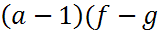 (a − 1)(f − g